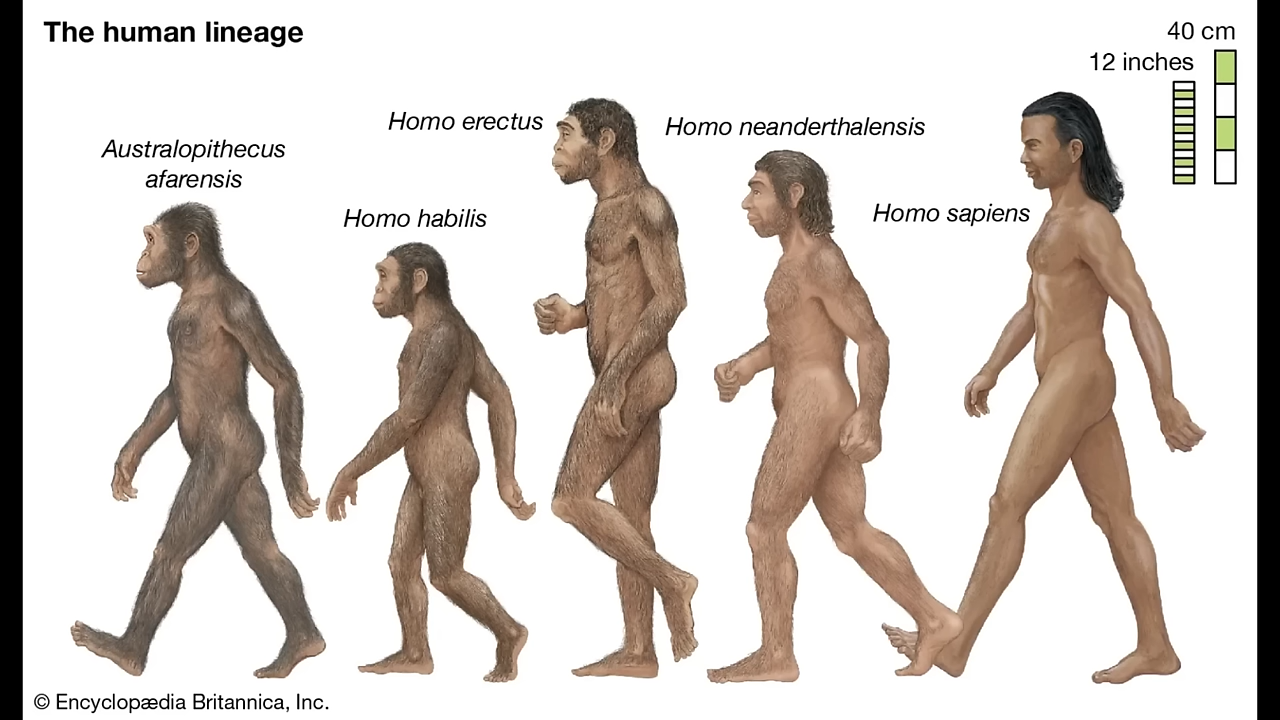 The human lineage
40 cm
12 inches
Homo erectus
Homo neanderthalensis
Australopithecus
afarensis
Homo habilis
Homo sapiens
© Encyclopædia Britannica, Inc.